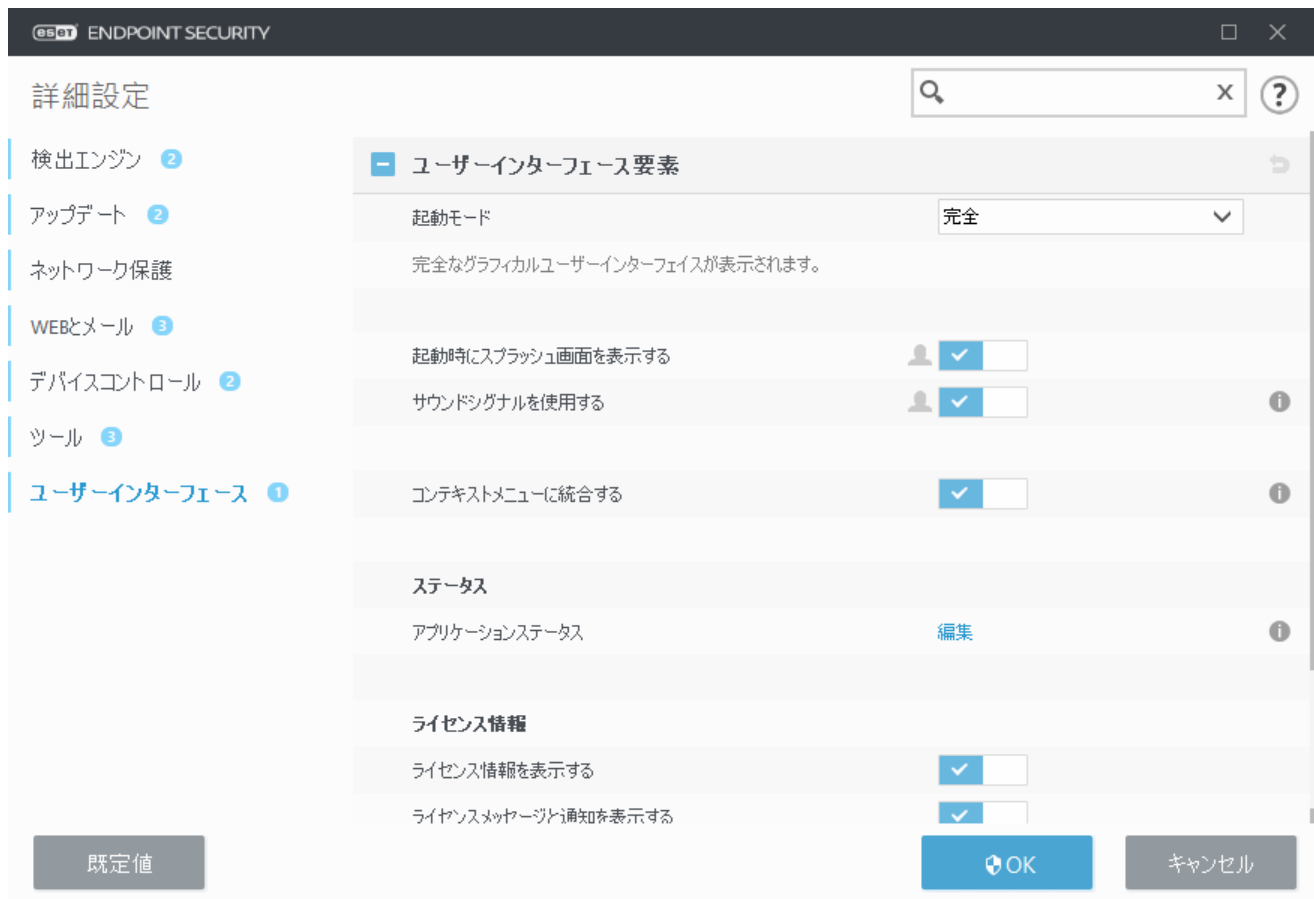 eset ENDPOINT SECURITY
詳細設定
x
?
検出エンジン 2
アップデート 2
ネットワーク保護
WEBとメール 3
デバイスコントロール 2
ツール 3
ユーザーインターフェース 1
ユーザーインターフェース要素
起動モード 完全
完全なグラフィカルユーザーインターフェイスが表示されます。
起動時にスプラッシュ画面を表示する
サウンドシグナルを使用する
コンテキストメニューに統合する
ステータス
アプリケーションステータス 編集
ライセンス情報
ライセンス情報を表示する
ライセンスメッセージと通知を表示する
既定値 OK キャンセル